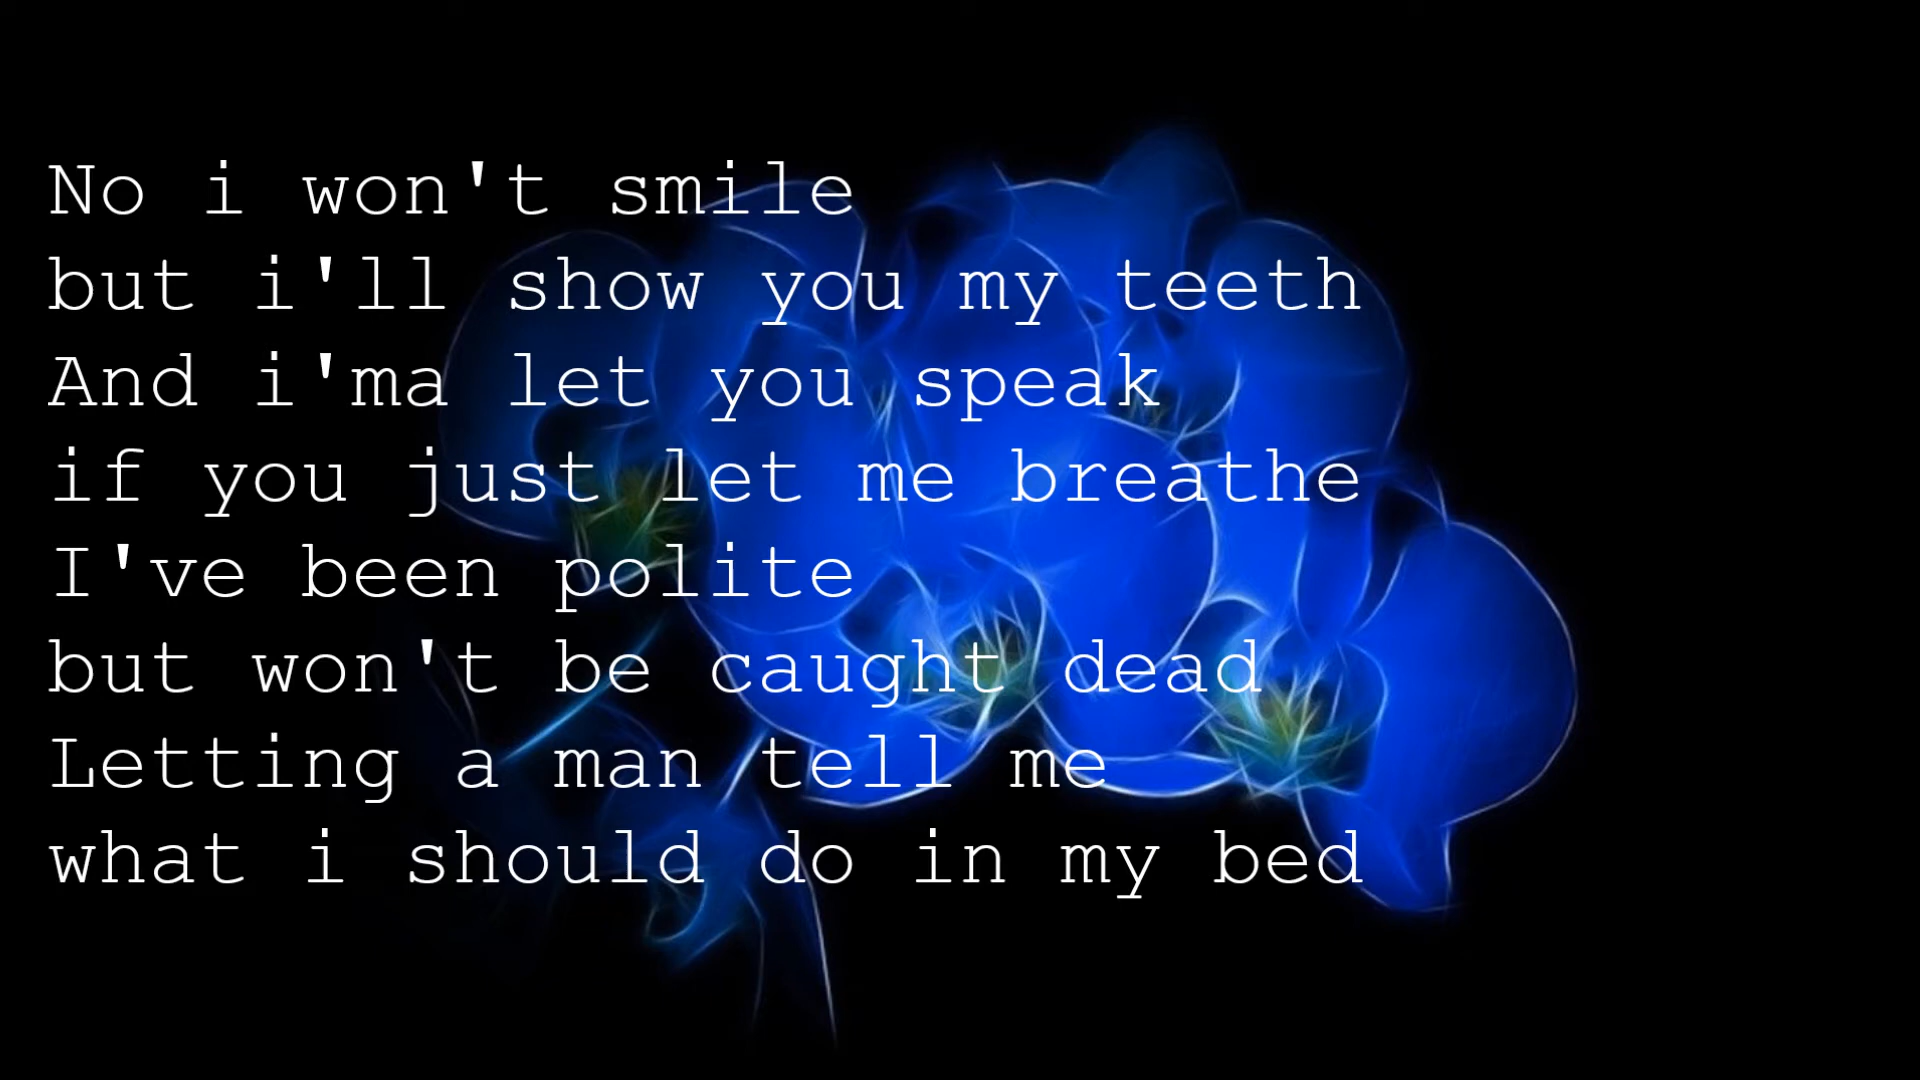 No i won't smile
but i'll show you my teeth
And i'ma let you speak
if you just let me breathe
I've been polite
but won't be caught dead
Letting a man tell me
what i should do in my bed